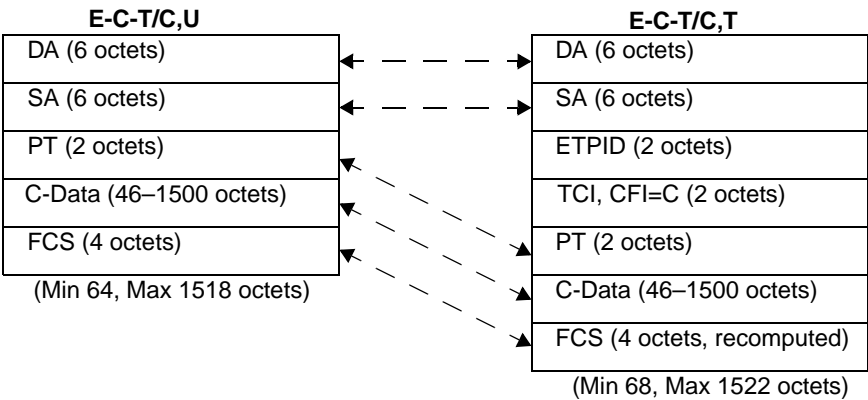 E-C-T/C,U
DA (6 octets)
SA (6 octets)
PT (2 octets)
C-Data (46–1500 octets)
FCS (4 octets)
(Min 64, Max 1518 octets)
E-C-T/C,T
DA (6 octets)
SA (6 octets)
ETPID (2 octets)
TCI, CFI=C (2 octets)
PT (2 octets)
C-Data (46–1500 octets)
FCS (4 octets, recomputed)
(Min 68, Max 1522 octets)